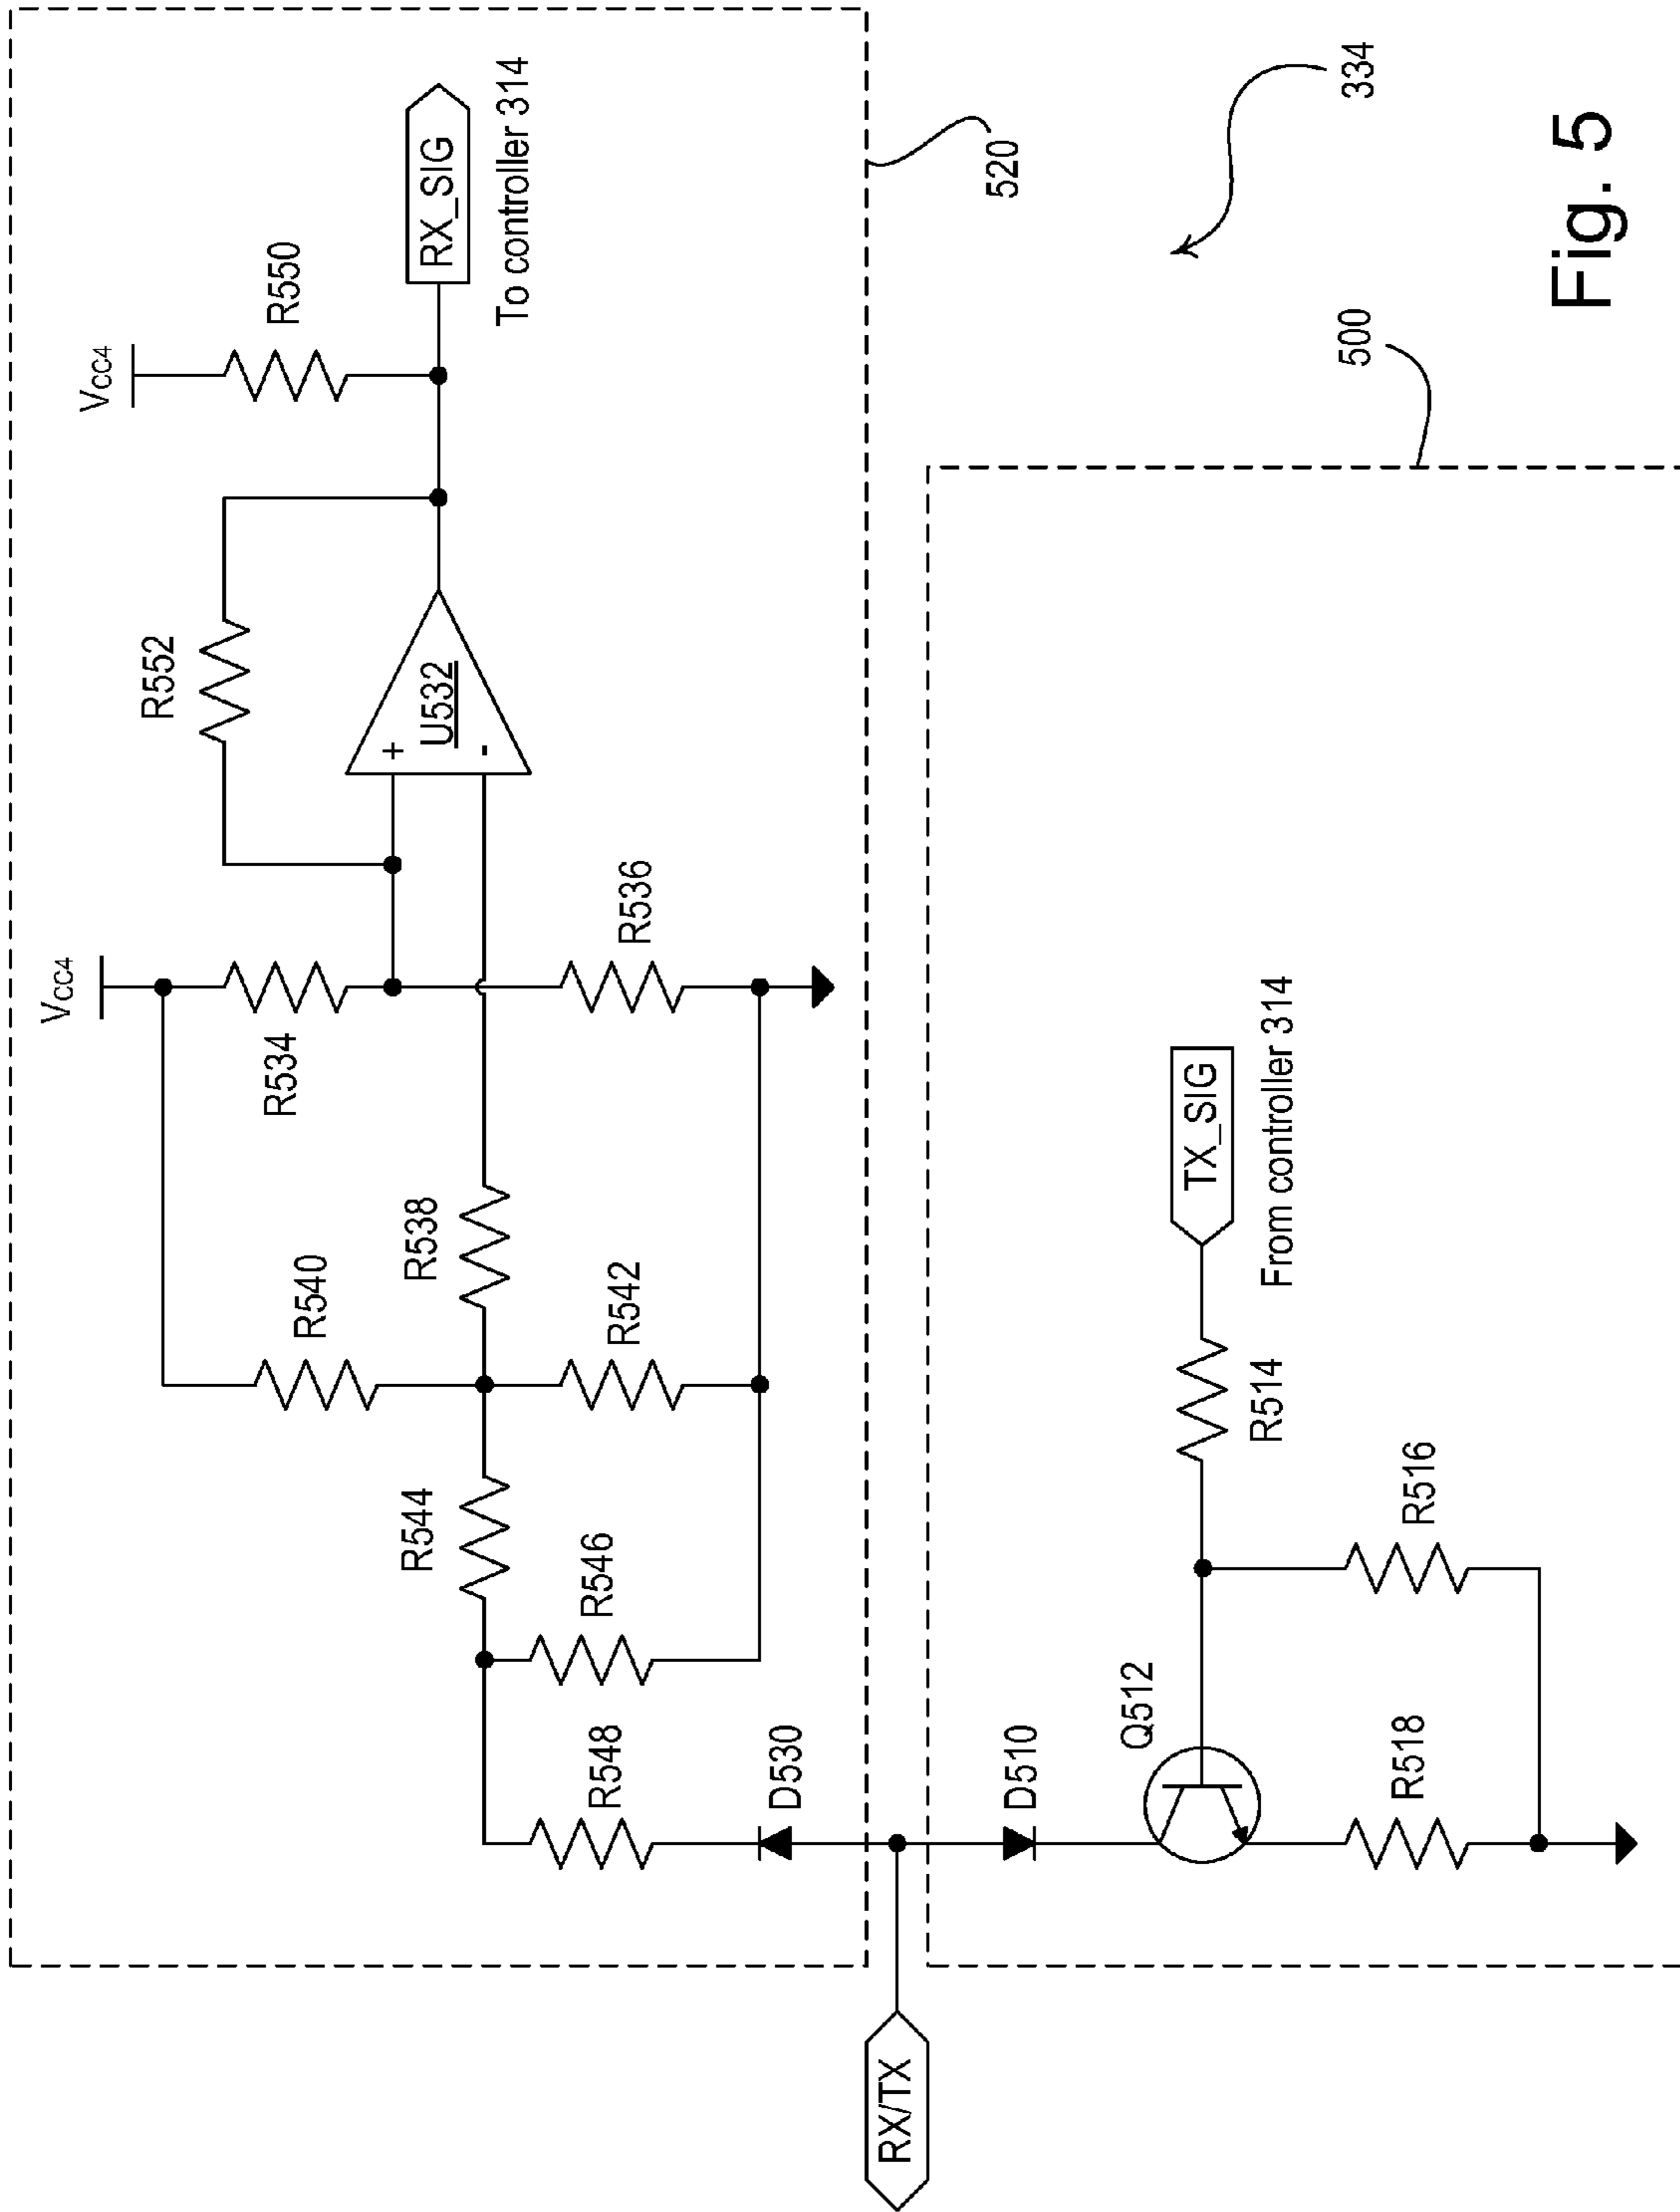 Vcc4
Vcc4
R552
R550
R540
R534
R544
R538
U532
+
-
RX_SIG
To controller 314
R548
R546
R542
R536
D530
520
RX/TX
D510
Q512
TX_SIG
R514
From controller 314
500
334
R518
R516
Fig. 5